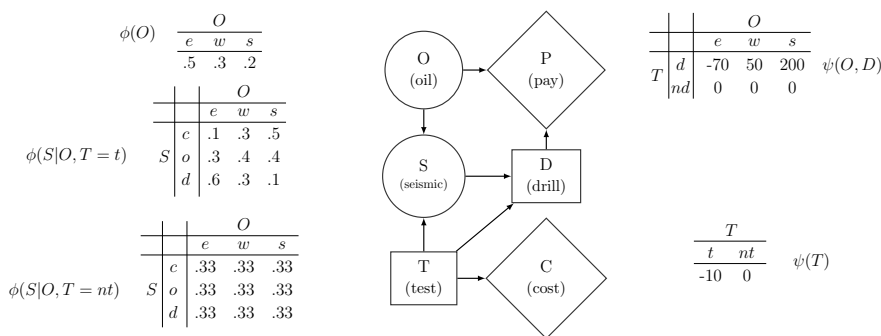 φ(O)
O
e w s
.5 .3 .2
φ(S|O, T = t)
O
e w s
S
c .1 .3 .5
o .3 .4 .4
d .6 .3 .1
φ(S|O, T = nt)
O
e w s
S
c .33 .33 .33
o .33 .33 .33
d .33 .33 .33
O
(oil)
P
(pay)
S
(seismic)
D
(drill)
T
(test)
C
(cost)
O
e w s
T
d -70 50 200
nd 0 0 0
ψ(O, D)
T
t nt
-10 0
ψ(T)